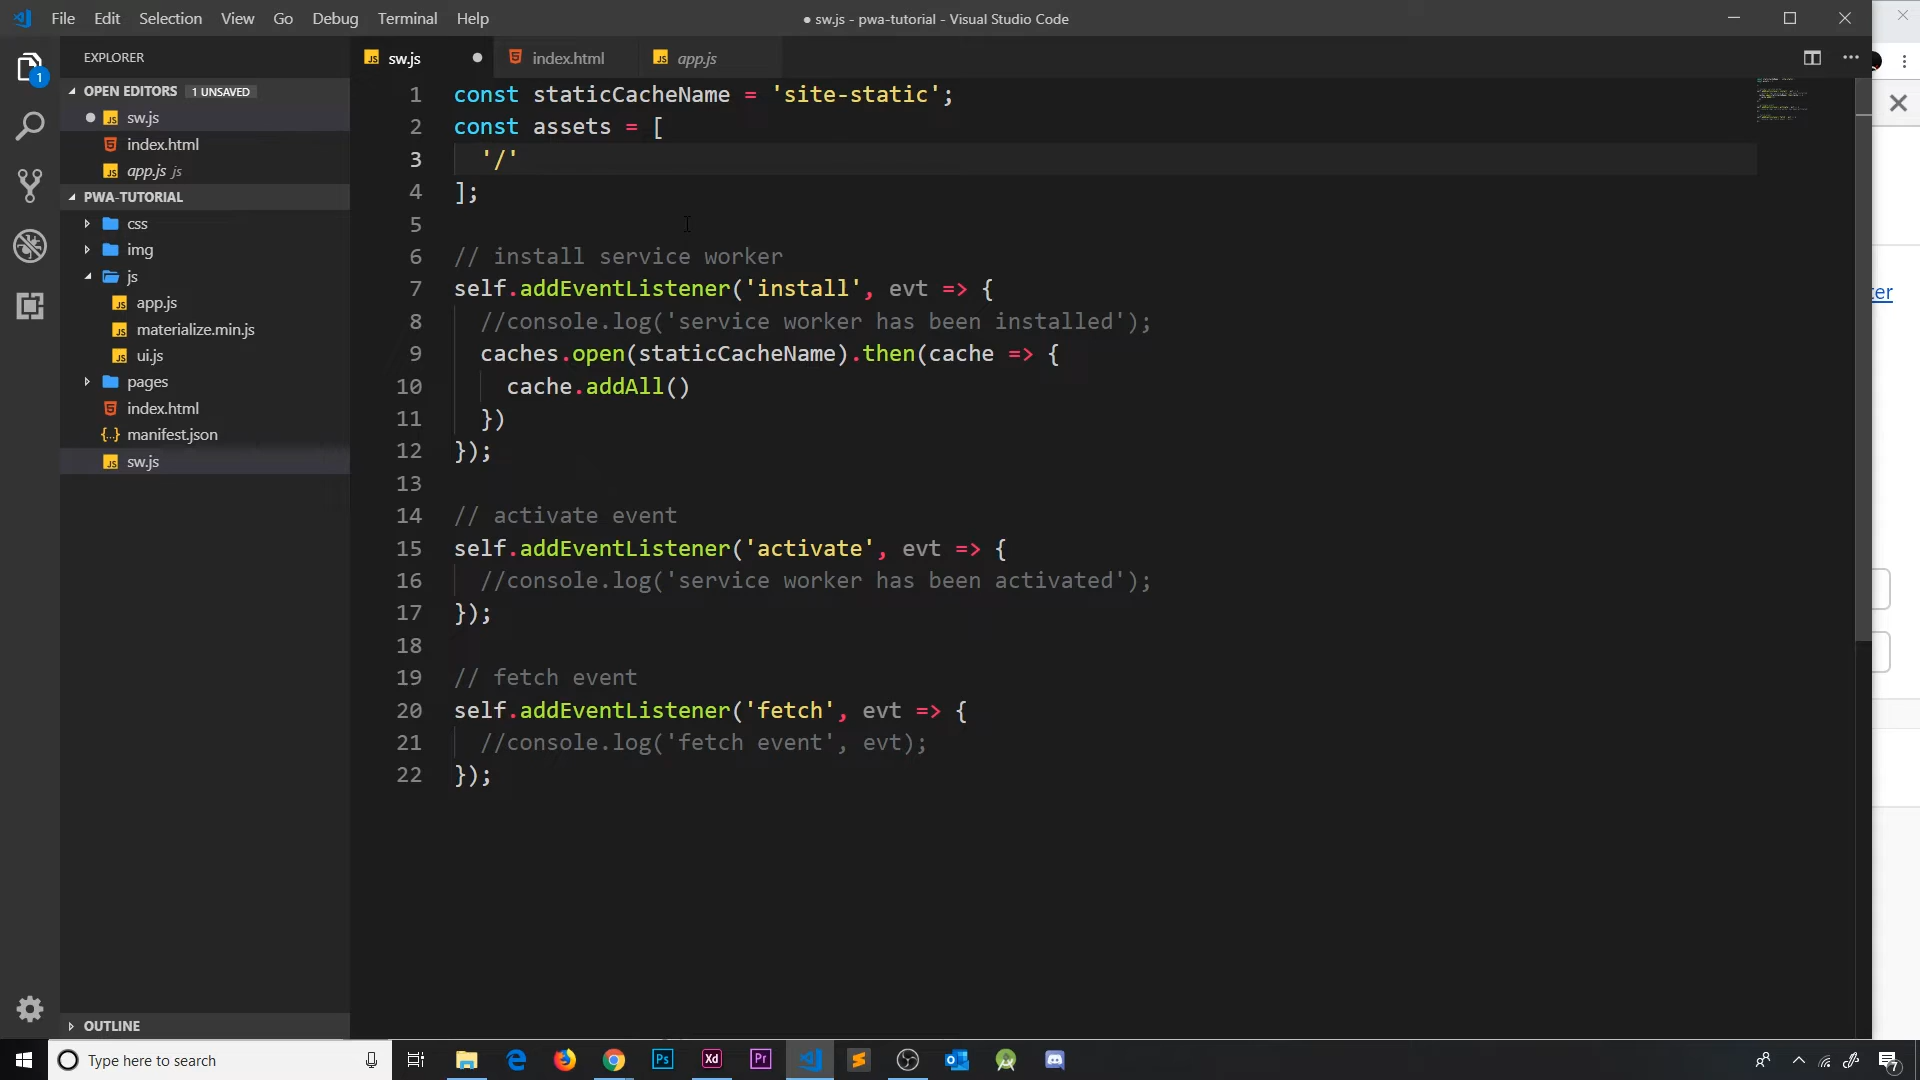 File Edit Selection View Go Debug Terminal Help
● sw.js - pwa-tutorial - Visual Studio Code
EXPLORER
OPEN EDITORS 1 UNSAVED
sw.js
index.html
app.js js
PWA-TUTORIAL
css
img
js
app.js
materialize.min.js
ui.js
pages
index.html
manifest.json
sw.js
OUTLINE
1
sw.js
index.html
app.js
1 const staticCacheName = 'site-static';
2 const assets = [
3 '/'
4 ];
5
6 // install service worker
7 self.addEventListener('install', evt => {
8 //console.log('service worker has been installed');
9 caches.open(staticCacheName).then(cache => {
10 cache.addAll()
11 })
12 });
13
14 // activate event
15 self.addEventListener('activate', evt => {
16 //console.log('service worker has been activated');
17 });
18
19 // fetch event
20 self.addEventListener('fetch', evt => {
21 //console.log('fetch event', evt);
22 });
ter
Type here to search
Ps
Xd
Pr
7